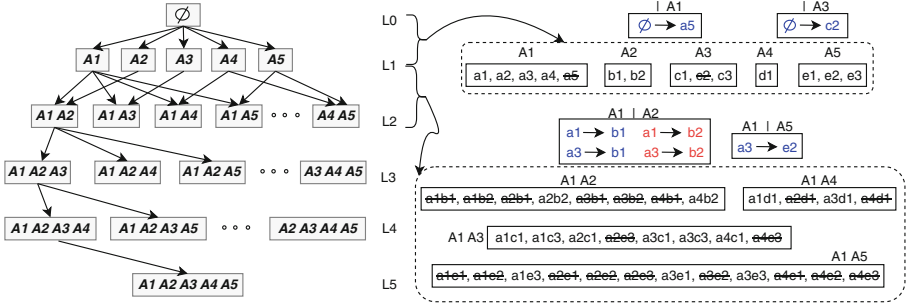 ∅
A1 A2 A3 A4 A5
A1 A2 A1 A3 A1 A4 A1 A5 ∘∘∘ A4 A5
A1 A2 A3 A1 A2 A4 A1 A2 A5 ∘∘∘ A3 A4 A5
A1 A2 A3 A4 A1 A2 A3 A5 ∘∘∘ A2 A3 A4 A5
A1 A2 A3 A4 A5
L0
L1
L2
L3
L4
L5
| A1
∅ → a5
| A3
∅ → c2
A1 A2 A3 A4 A5
a1, a2, a3, a4, a5 b1, b2 c1, c2, c3 d1 e1, e2, e3
A1 | A2
a1 → b1 a1 → b2
a3 → b1 a3 → b2
A1 | A5
a3 → e2
A1 A2
a1b1, a1b2, a2b1, a2b2, a3b1, a3b2, a4b1, a4b2
A1 A4
a1d1, a2d1, a3d1, a4d1
A1 A3 a1c1, a1c3, a2c1, a2c3, a3c1, a3c3, a4c1, a4c3
A1 A5
a1e1, a1e2, a1e3, a2e1, a2e2, a2e3, a3e1, a3e2, a3e3, a4e1, a4e2, a4e3